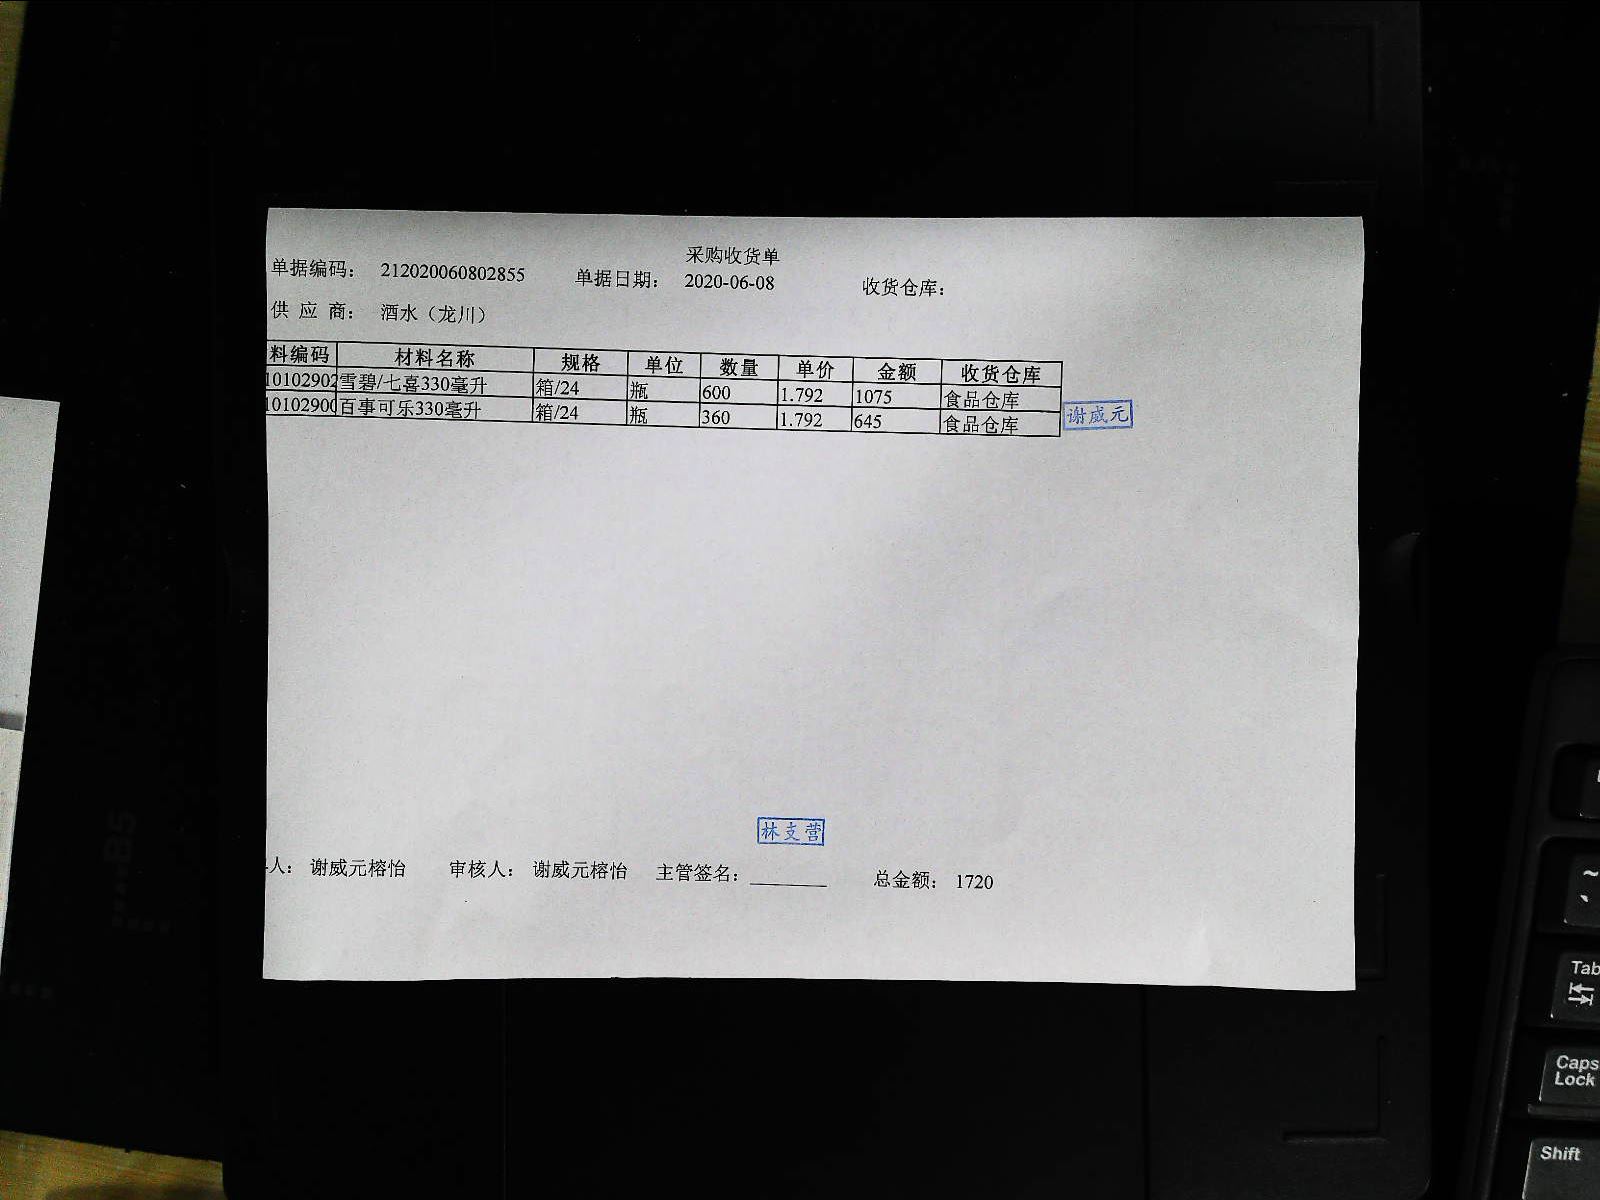 采购收货单
单据编码： 212020060802855 单据日期： 2020-06-08 收货仓库：
供 应 商： 酒水（龙川）
料编码 材料名称 规格 单位 数量 单价 金额 收货仓库
10102902 雪碧/七喜330毫升 箱/24 瓶 600 1.792 1075 食品仓库
1010290 百事可乐330毫升 箱/24 瓶 360 1.792 645 食品仓库
谢威元
林支营
人： 谢威元榕怡 审核人： 谢威元榕怡 主管签名：________ 总金额： 1720
B5
~
Tab
Caps
Lock
Shift